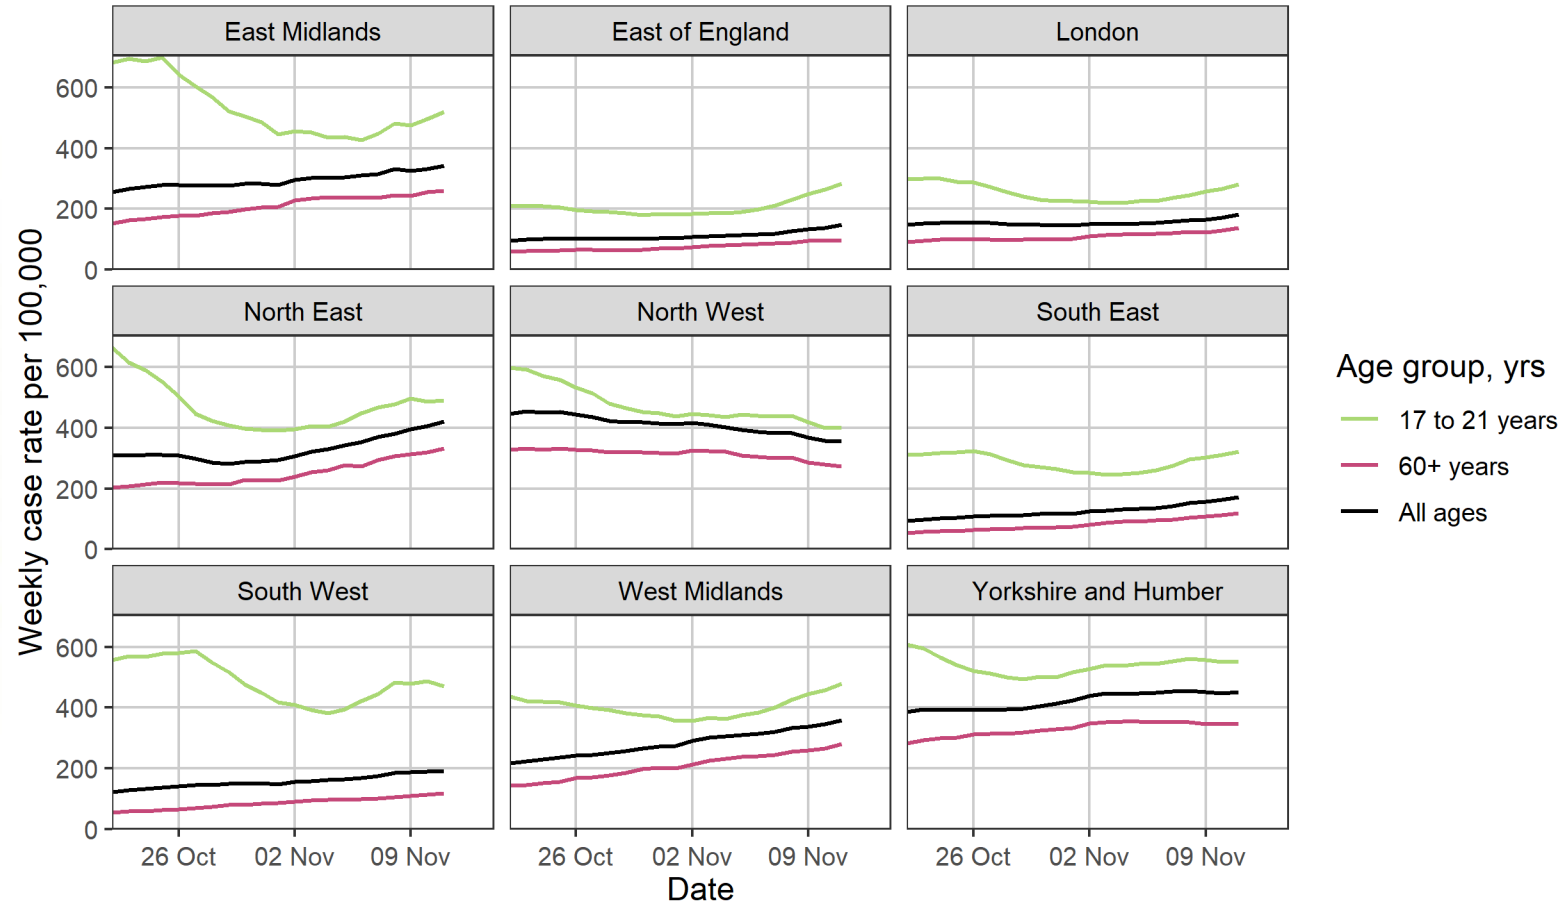 East Midlands
East of England
London
600
400
200
0
North East
North West
South East
600
400
200
0
South West
West Midlands
Yorkshire and Humber
600
400
200
0
26 Oct 02 Nov 09 Nov
26 Oct 02 Nov 09 Nov
26 Oct 02 Nov 09 Nov
Date
Weekly case rate per 100,000
Age group, yrs
17 to 21 years
60+ years
All ages